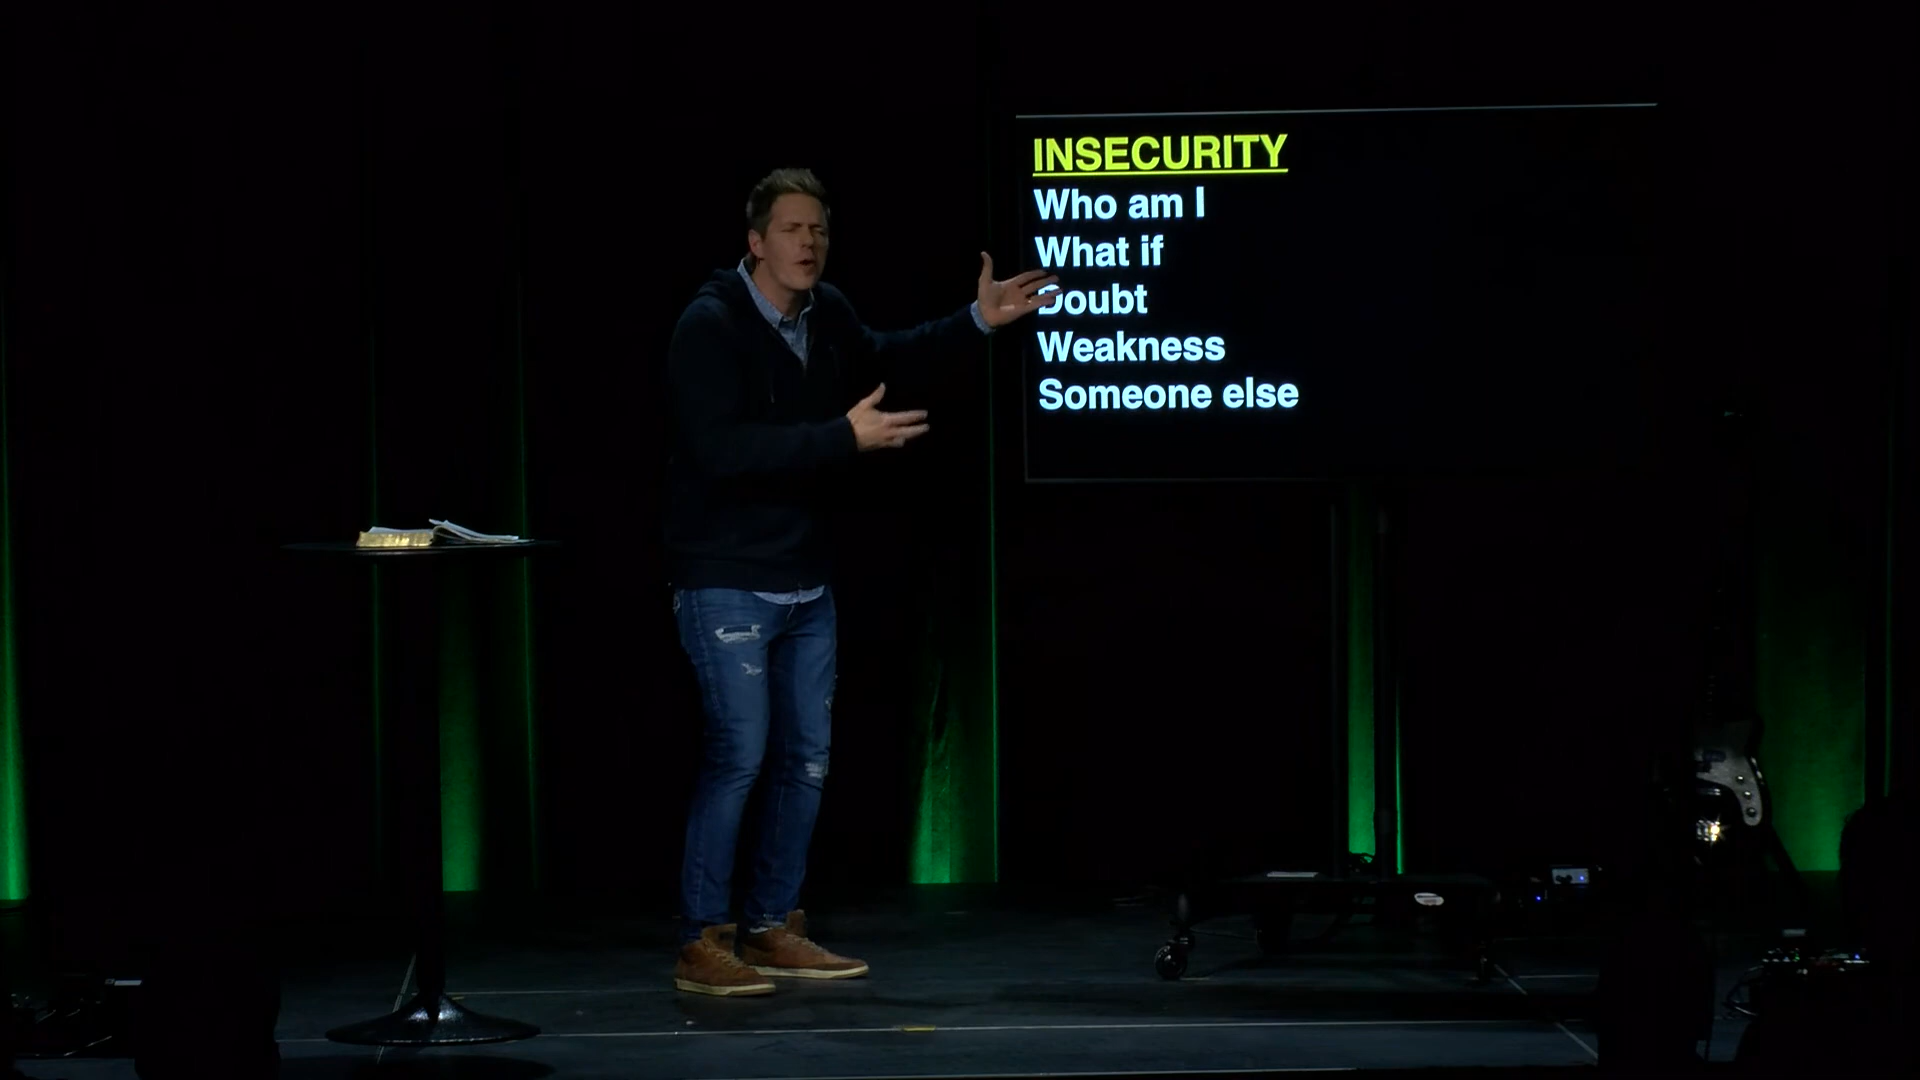 INSECURITY
Who am I
What if
Doubt
Weakness
Someone else